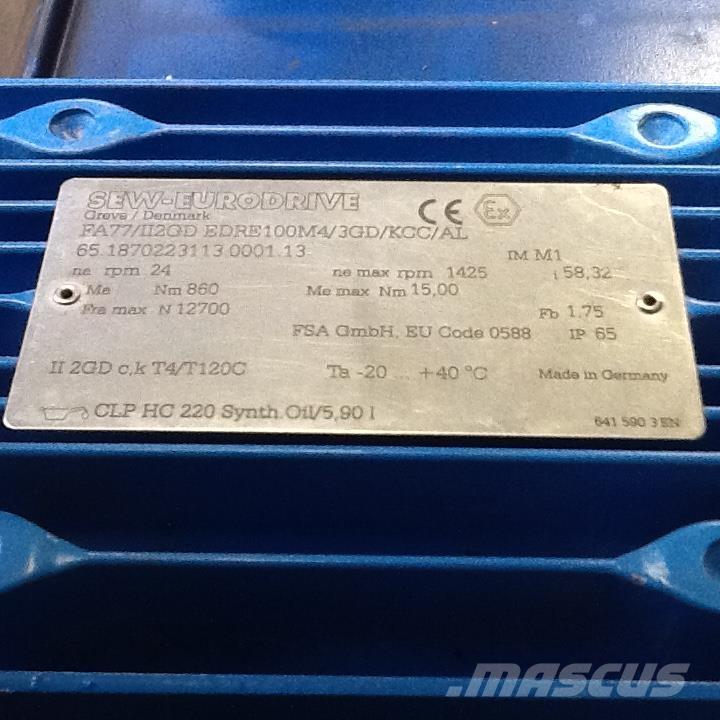 SEW-EURODRIVE
Greve / Denmark
CE Ex
FA77/II2GD EDRE100M4/3GD/KCC/AL
65.1870223113.0001.13 IM M1
ne rpm 24 ne max rpm 1425 i 58,32
Ma Nm 860 Me max Nm 15,00
Fra max N 12700 Fb 1.75
FSA GmbH, EU Code 0588 IP 65
II 2GD c,k T4/T120C Ta -20 ... +40 °C Made in Germany
CLP HC 220 Synth.Oil/5,90 l 641 590 3 EN
MASCUS